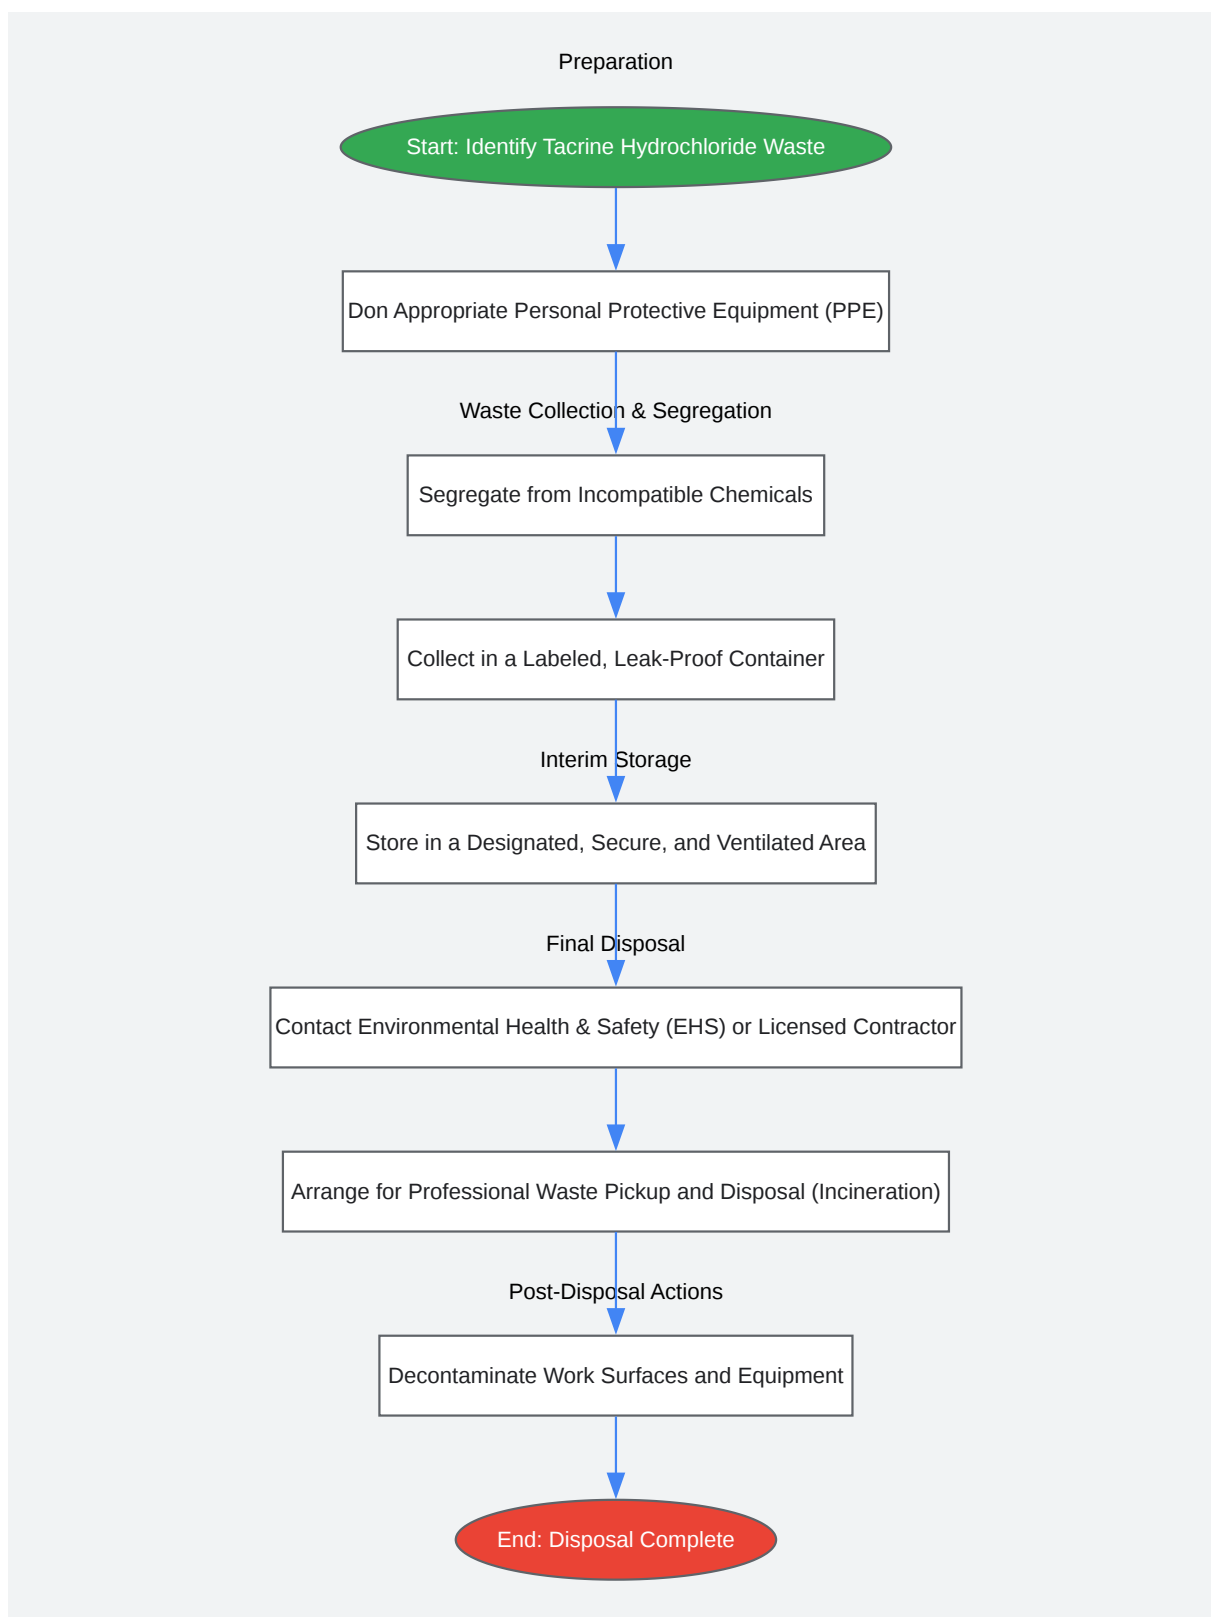 Preparation
Start: Identify Tacrine Hydrochloride Waste
Don Appropriate Personal Protective Equipment (PPE)
Waste Collection & Segregation
Segregate from Incompatible Chemicals
Collect in a Labeled, Leak-Proof Container
Interim Storage
Store in a Designated, Secure, and Ventilated Area
Final Disposal
Contact Environmental Health & Safety (EHS) or Licensed Contractor
Arrange for Professional Waste Pickup and Disposal (Incineration)
Post-Disposal Actions
Decontaminate Work Surfaces and Equipment
End: Disposal Complete